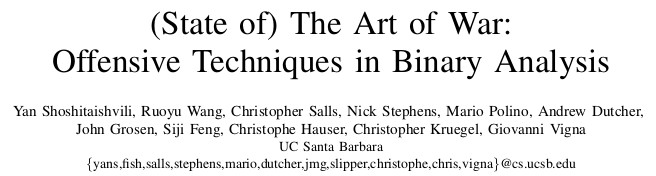 (State of) The Art of War:
Offensive Techniques in Binary Analysis
Yan Shoshitaishvili, Ruoyu Wang, Christopher Salls, Nick Stephens, Mario Polino, Andrew Dutcher,
John Grosen, Siji Feng, Christophe Hauser, Christopher Kruegel, Giovanni Vigna
UC Santa Barbara
{yans,fish,salls,stephens,mario,dutcher,jmg,slipper,christophe,chris,vigna}@cs.ucsb.edu